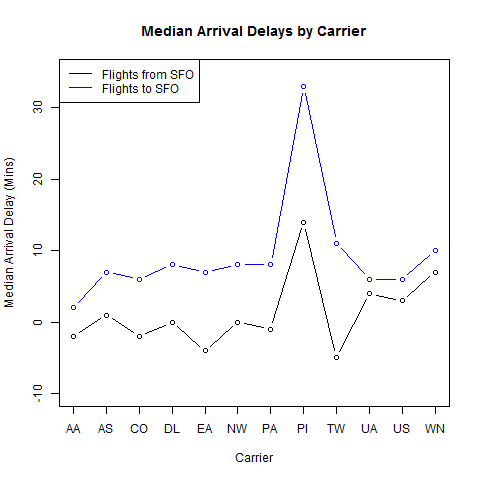 Median Arrival Delays by Carrier
Flights from SFO
Flights to SFO
Median Arrival Delay (Mins)
30
20
10
0
-10
AA AS CO DL EA NW PA PI TW UA US WN
Carrier